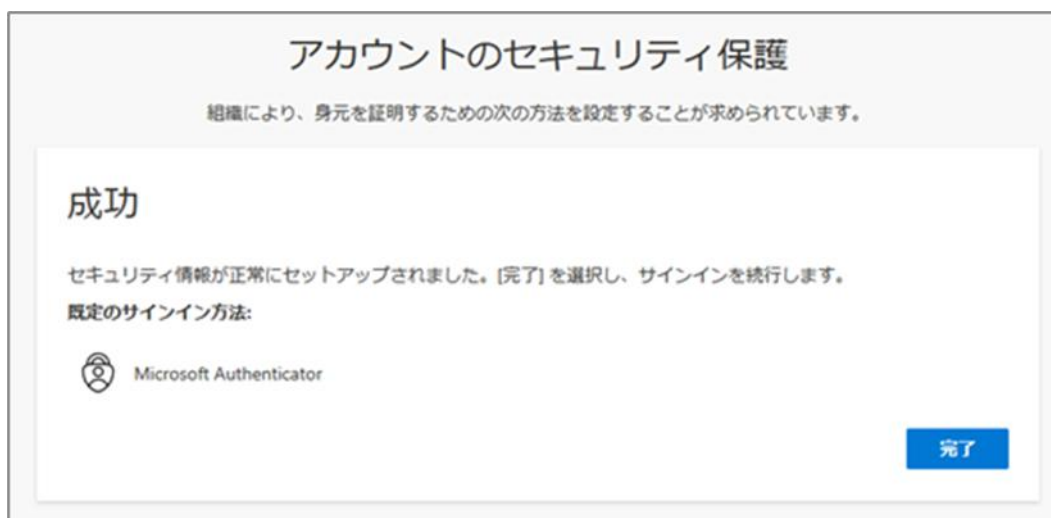 アカウントのセキュリティ保護
組織により、身元を証明するための次の方法を設定することが求められています。
成功
セキュリティ情報が正常にセットアップされました。[完了] を選択し、サインインを続行します。
既定のサインイン方法:
Microsoft Authenticator
完了